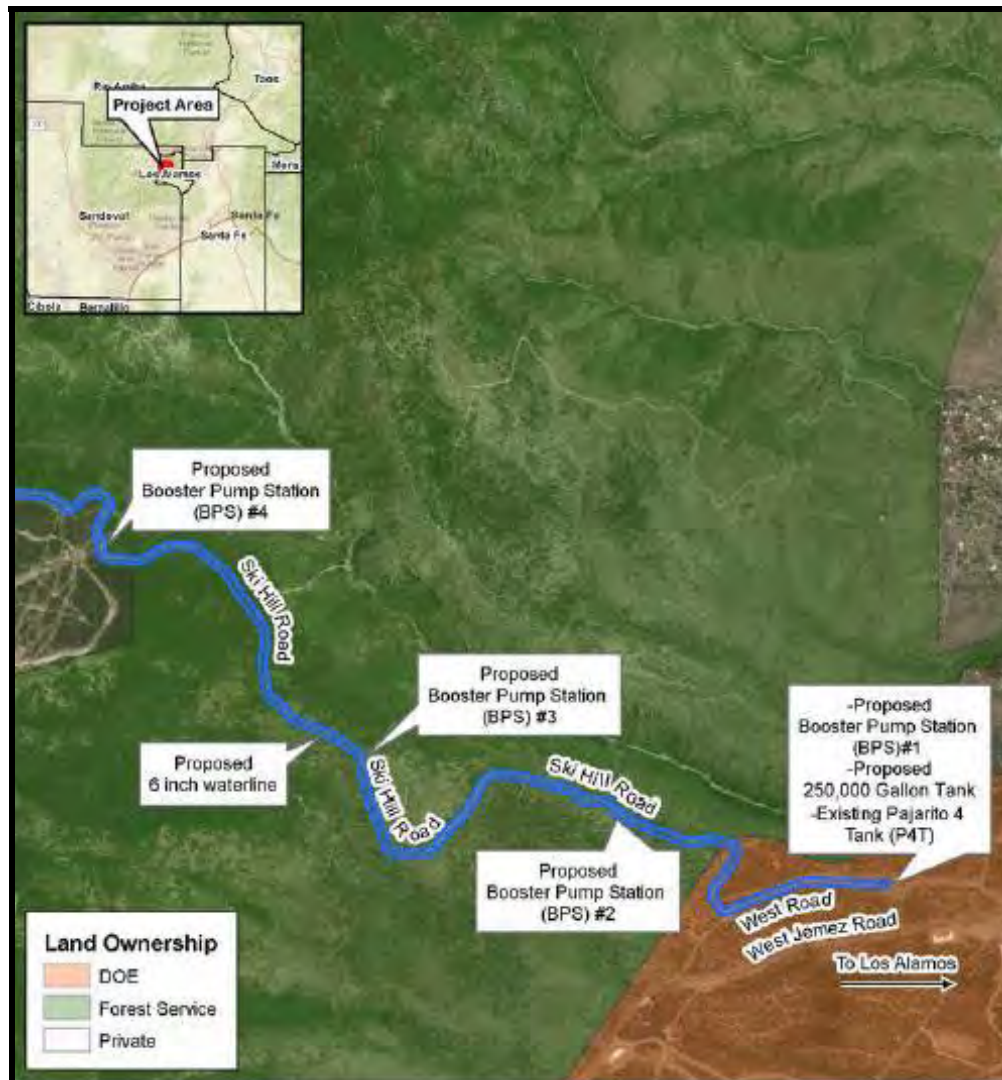 Taos
Rio Arriba
Project Area
Mora
Los Alamos
Sandoval
Santa Fe
Santa Fe
Cibola
Bernalillo
Proposed
Booster Pump Station
(BPS) #4
Ski Hill Road
Proposed
Booster Pump Station
(BPS) #3
Proposed
6 inch waterline
Ski Hill Road
Ski Hill Road
-Proposed
Booster Pump Station
(BPS)#1
-Proposed
250,000 Gallon Tank
-Existing Pajarito 4
Tank (P4T)
Proposed
Booster Pump Station
(BPS) #2
West Road
West Jemez Road
To Los Alamos
Land Ownership
DOE
Forest Service
Private